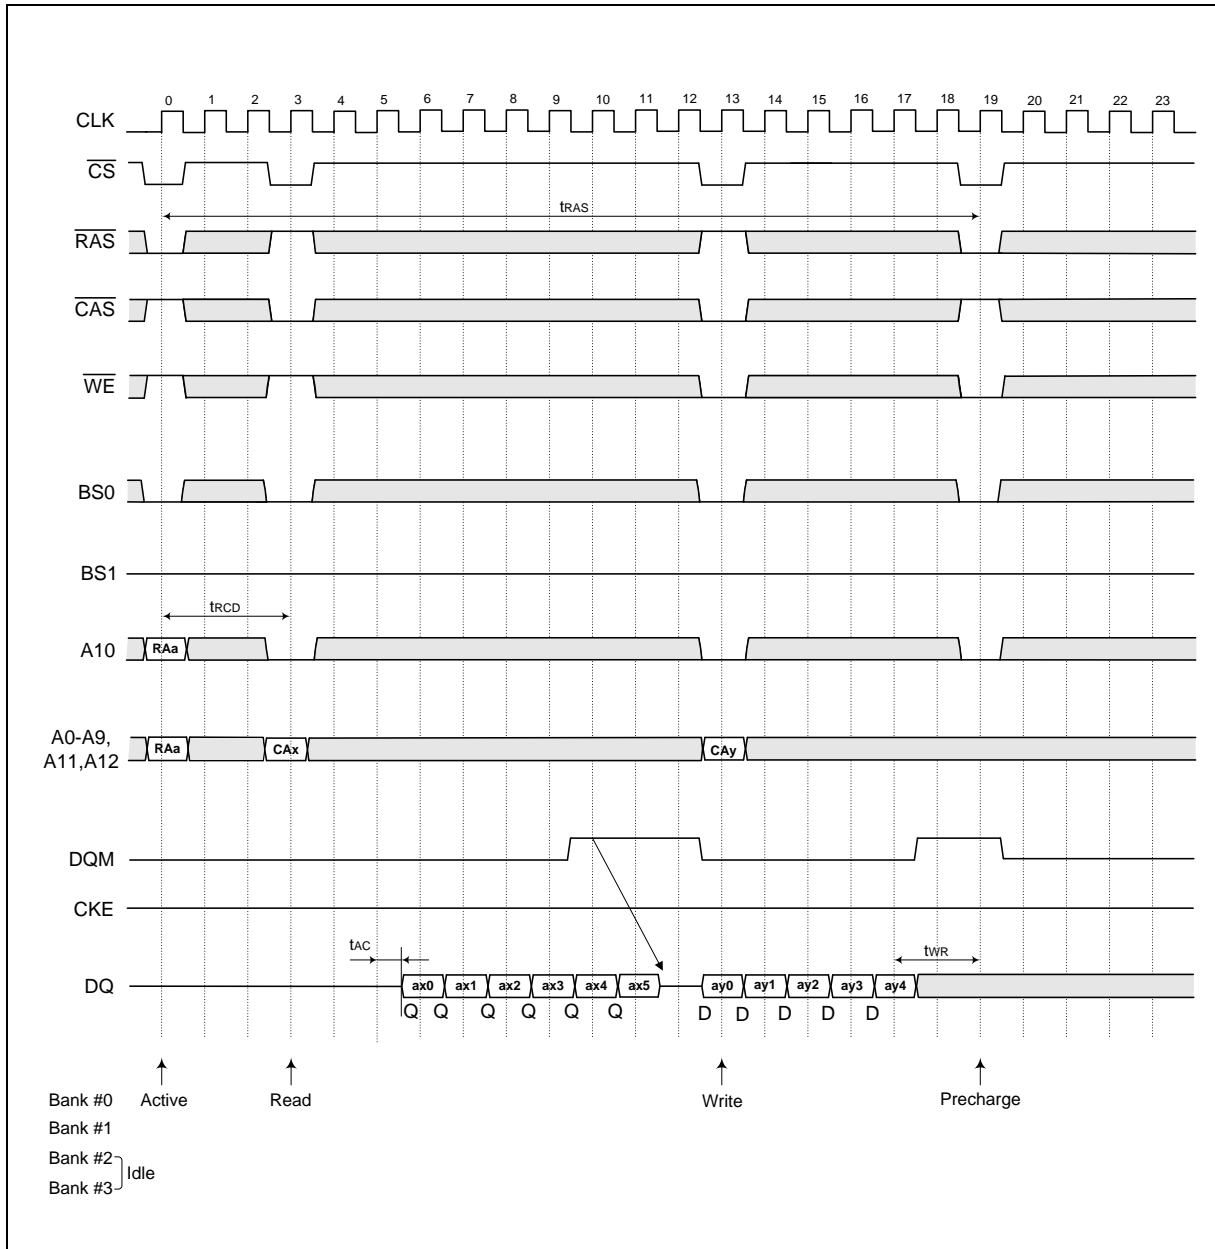 0 1 2 3 4 5 6 7 8 9 10 11 12 13 14 15 16 17 18 19 20 21 22 23
CLK
CS
tRAS
RAS
CAS
WE
BS0
BS1
tRCD
A10 RAa
A0-A9,
A11,A12
RAa CAx CAy
DQM
CKE
tAC tWR
DQ ax0 ax1 ax2 ax3 ax4 ax5 ay0 ay1 ay2 ay3 ay4
Q Q Q Q Q Q D D D D D
Bank #0 Active Read Write Precharge
Bank #1
Bank #2
Idle
Bank #3